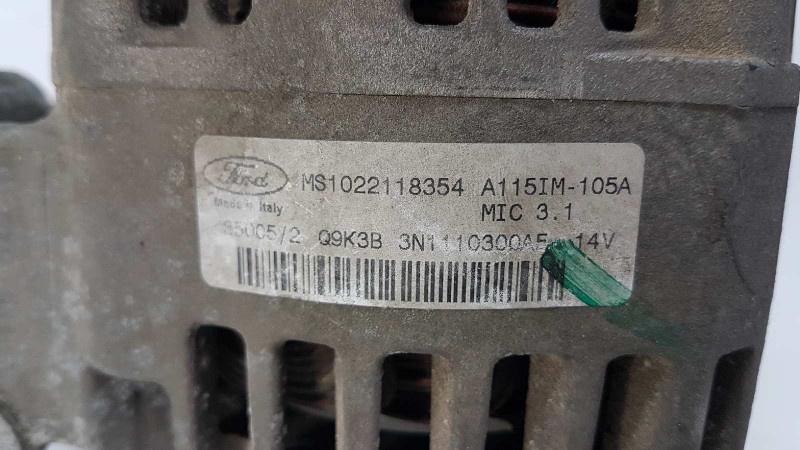 Ford MS1022118354 A115IM-105A
Made in Italy MIC 3.1
Q9K3B 14V